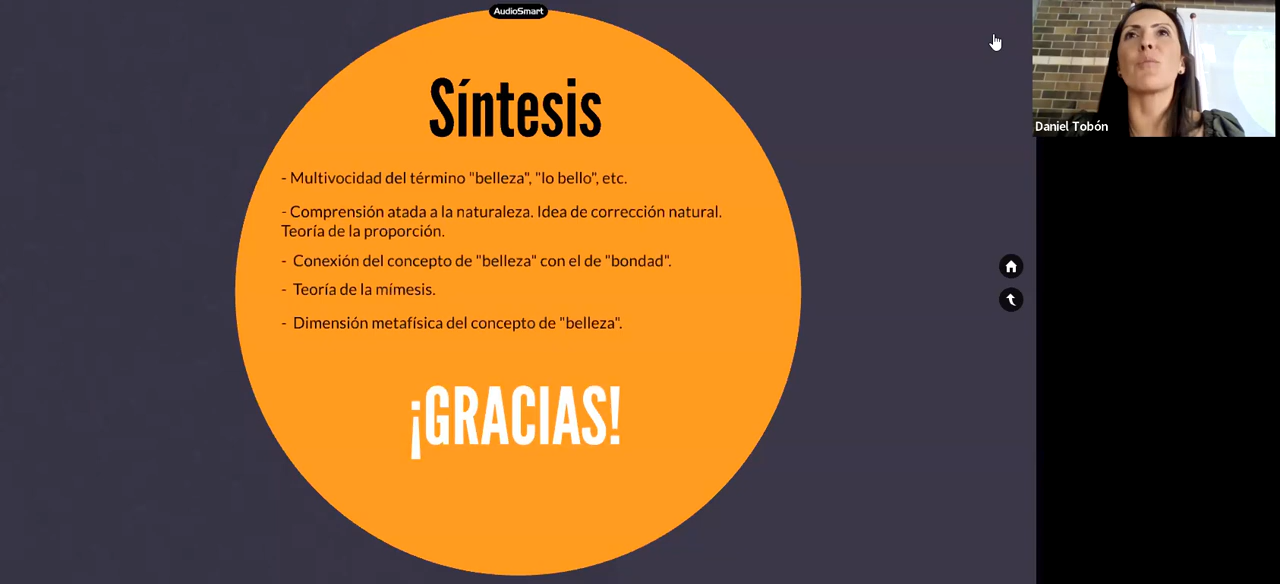 AudioSmart
Síntesis
- Multivocidad del término "belleza", "lo bello", etc.
- Comprensión atada a la naturaleza. Idea de corrección natural.
Teoría de la proporción.
- Conexión del concepto de "belleza" con el de "bondad".
- Teoría de la mímesis.
- Dimensión metafísica del concepto de "belleza".
¡GRACIAS!
Daniel Tobón